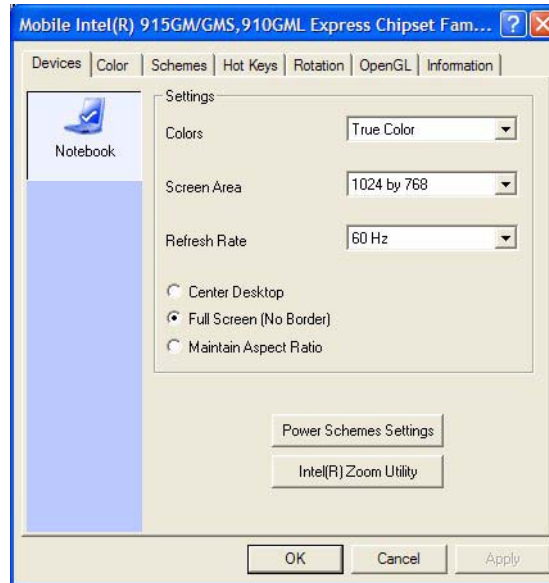 Mobile Intel(R) 915GM/GMS,910GML Express Chipset Fam...
Devices Color Schemes Hot Keys Rotation OpenGL Information
Notebook
Settings
Colors True Color
Screen Area 1024 by 768
Refresh Rate 60 Hz
Center Desktop
Full Screen (No Border)
Maintain Aspect Ratio
Power Schemes Settings
Intel(R) Zoom Utility
OK Cancel Apply